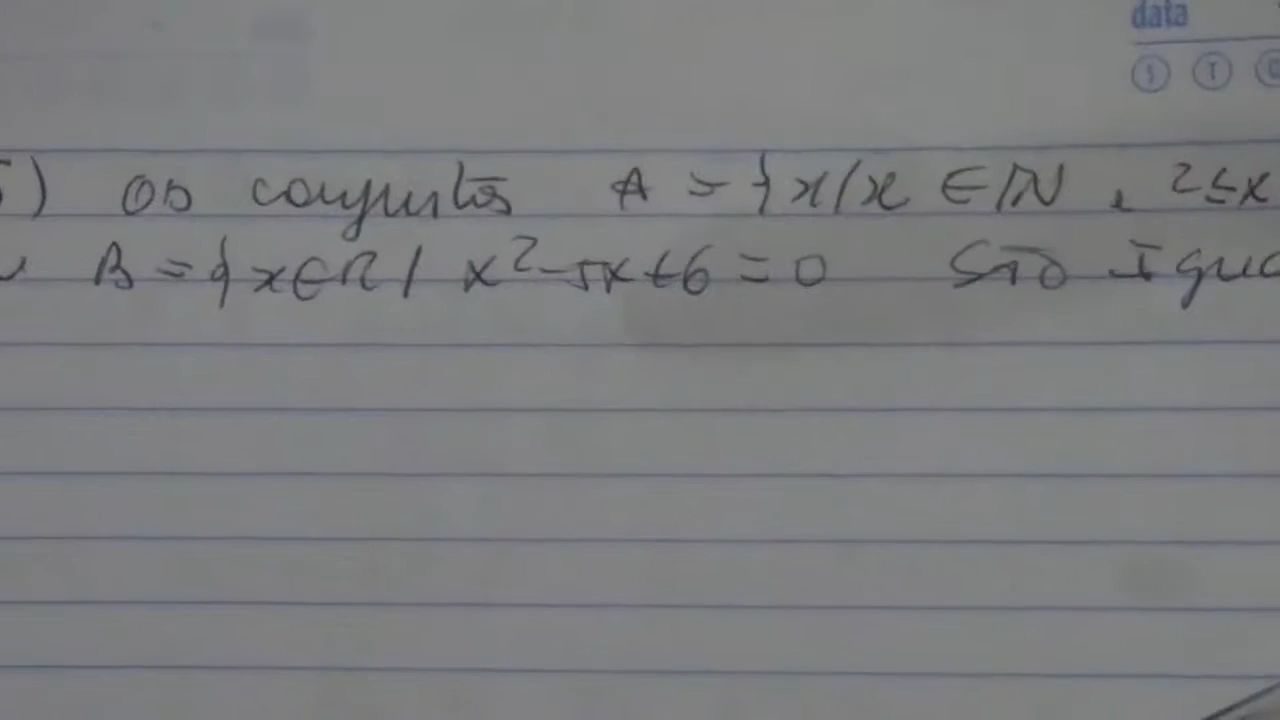 data
S T
5) os conjuntos A = {x/x ∈ IN e 2≤x
e B = {x∈R/ x²-5x+6=0 São Igua